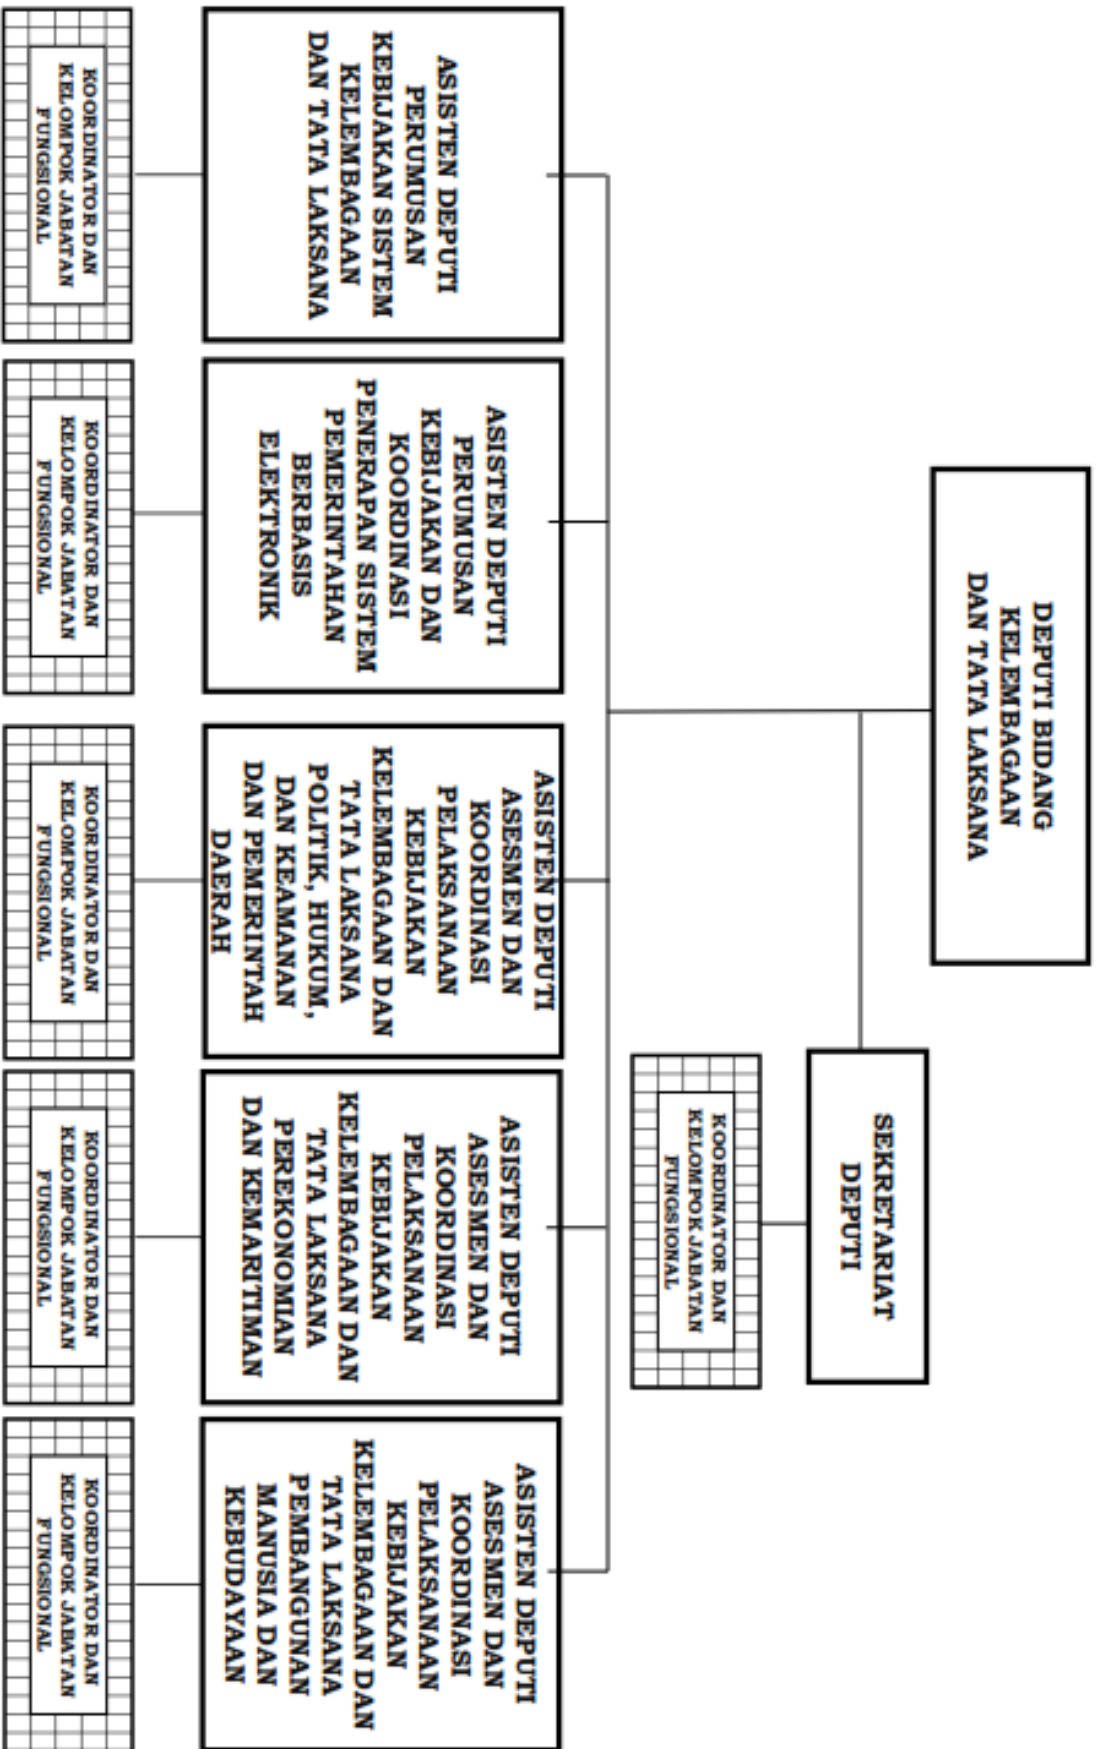 DEPUTI BIDANG
KELEMBAGAAN
DAN TATA LAKSANA
SEKRETARIAT
DEPUTI
KOORDINATOR DAN
KELOMPOK JABATAN
FUNGSIONAL
ASISTEN DEPUTI
PERUMUSAN
KEBIJAKAN SISTEM
KELEMBAGAAN
DAN TATA LAKSANA
ASISTEN DEPUTI
PERUMUSAN
KEBIJAKAN DAN
KOORDINASI
PENERAPAN SISTEM
PEMERINTAHAN
BERBASIS
ELEKTRONIK
ASISTEN DEPUTI
ASESMEN DAN
KOORDINASI
PELAKSANAAN
KEBIJAKAN
KELEMBAGAAN DAN
TATA LAKSANA
POLITIK, HUKUM,
DAN KEAMANAN
DAN PEMERINTAH
DAERAH
ASISTEN DEPUTI
ASESMEN DAN
KOORDINASI
PELAKSANAAN
KEBIJAKAN
KELEMBAGAAN DAN
TATA LAKSANA
PEREKONOMIAN
DAN KEMARITIMAN
ASISTEN DEPUTI
ASESMEN DAN
KOORDINASI
PELAKSANAAN
KEBIJAKAN
KELEMBAGAAN DAN
TATA LAKSANA
PEMBANGUNAN
MANUSIA DAN
KEBUDAYAAN
KOORDINATOR DAN
KELOMPOK JABATAN
FUNGSIONAL
KOORDINATOR DAN
KELOMPOK JABATAN
FUNGSIONAL
KOORDINATOR DAN
KELOMPOK JABATAN
FUNGSIONAL
KOORDINATOR DAN
KELOMPOK JABATAN
FUNGSIONAL
KOORDINATOR DAN
KELOMPOK JABATAN
FUNGSIONAL